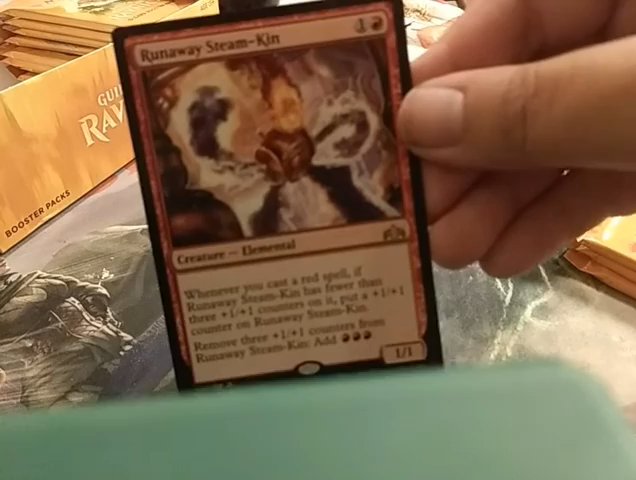 Runaway Steam-Kin
1
GUI
RAV
BOOSTER PACKS
Creature — Elemental
Whenever you cast a red spell, if
Runaway Steam-Kin has fewer than
three +1/+1 counters on it, put a +1/+1
counter on Runaway Steam-Kin.
Remove three +1/+1 counters from
Runaway Steam-Kin: Add
1/1